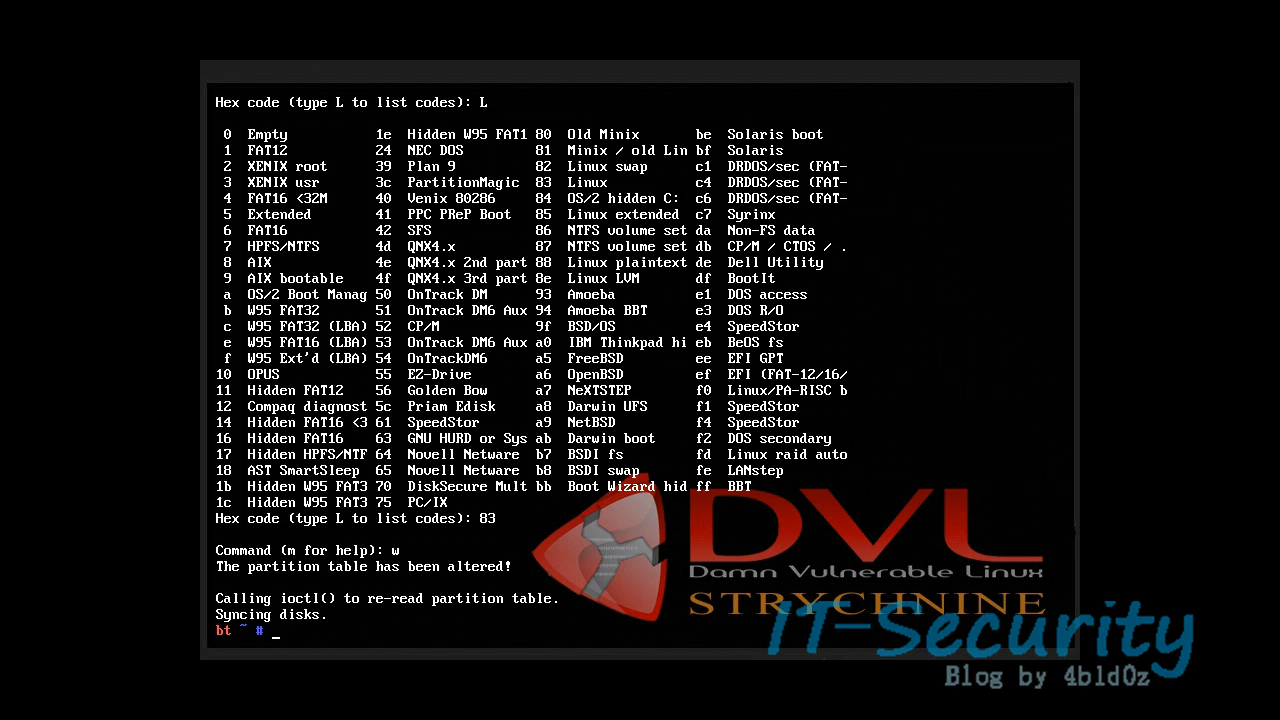 Hex code (type L to list codes): L
0 Empty 1e Hidden W95 FAT1 80 Old Minix be Solaris boot
1 FAT12 24 NEC DOS 81 Minix / old Lin bf Solaris
2 XENIX root 39 Plan 9 82 Linux swap c1 DRDOS/sec (FAT-
3 XENIX usr 3c PartitionMagic 83 Linux c4 DRDOS/sec (FAT-
4 FAT16 <32M 40 Venix 80286 84 OS/2 hidden C: c6 DRDOS/sec (FAT-
5 Extended 41 PPC PReP Boot 85 Linux extended c7 Syrinx
6 FAT16 42 SFS 86 NTFS volume set da Non-FS data
7 HPFS/NTFS 4d QNX4.x 87 NTFS volume set db CP/M / CTOS / .
8 AIX 4e QNX4.x 2nd part 88 Linux plaintext de Dell Utility
9 AIX bootable 4f QNX4.x 3rd part 8e Linux LVM df BootIt
a OS/2 Boot Manag 50 OnTrack DM 93 Amoeba e1 DOS access
b W95 FAT32 51 OnTrack DM6 Aux 94 Amoeba BBT e3 DOS R/O
c W95 FAT32 (LBA) 52 CP/M 9f BSD/OS e4 SpeedStor
e W95 FAT16 (LBA) 53 OnTrack DM6 Aux a0 IBM Thinkpad hi eb BeOS fs
f W95 Ext'd (LBA) 54 OnTrackDM6 a5 FreeBSD ee EFI GPT
10 OPUS 55 EZ-Drive a6 OpenBSD ef EFI (FAT-12/16/
11 Hidden FAT12 56 Golden Bow a7 NeXTSTEP f0 Linux/PA-RISC b
12 Compaq diagnost 5c Priam Edisk a8 Darwin UFS f1 SpeedStor
14 Hidden FAT16 <3 61 SpeedStor a9 NetBSD f4 SpeedStor
16 Hidden FAT16 63 GNU HURD or Sys ab Darwin boot f2 DOS secondary
17 Hidden HPFS/NTF 64 Novell Netware b7 BSDI fs fd Linux raid auto
18 AST SmartSleep 65 Novell Netware b8 BSDI swap fe LANstep
1b Hidden W95 FAT3 70 DiskSecure Mult bb Boot Wizard hid ff BBT
1c Hidden W95 FAT3 75 PC/IX
Hex code (type L to list codes): 83
Command (m for help): w
The partition table has been altered!
Calling ioctl() to re-read partition table.
Syncing disks.
bt ~ # _
DVL
Damn Vulnerable Linux
STRYCHNINE
IT-Security
Blog by 4bld0z